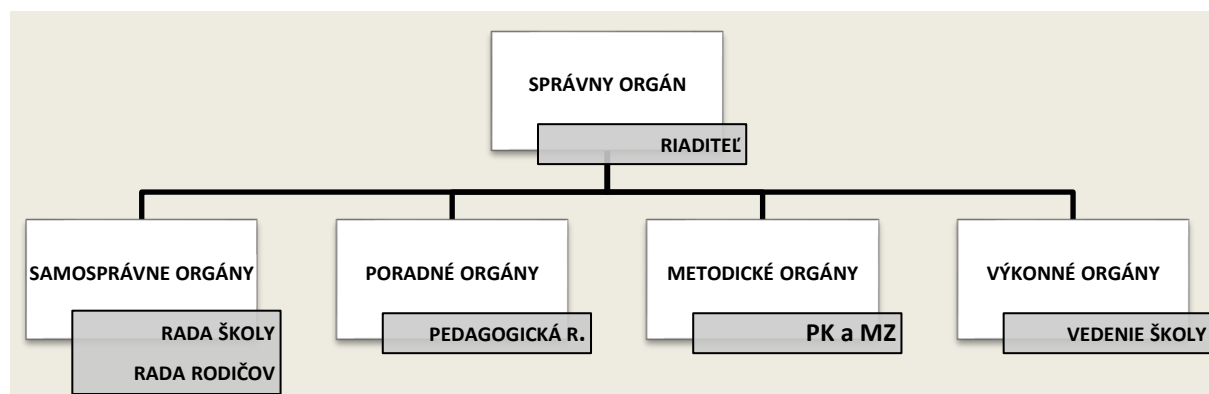 SPRÁVNY ORGÁN
RIADITEĽ
SAMOSPRÁVNE ORGÁNY
RADA ŠKOLY
RADA RODIČOV
PORADNÉ ORGÁNY
PEDAGOGICKÁ R.
METODICKÉ ORGÁNY
PK a MZ
VÝKONNÉ ORGÁNY
VEDENIE ŠKOLY